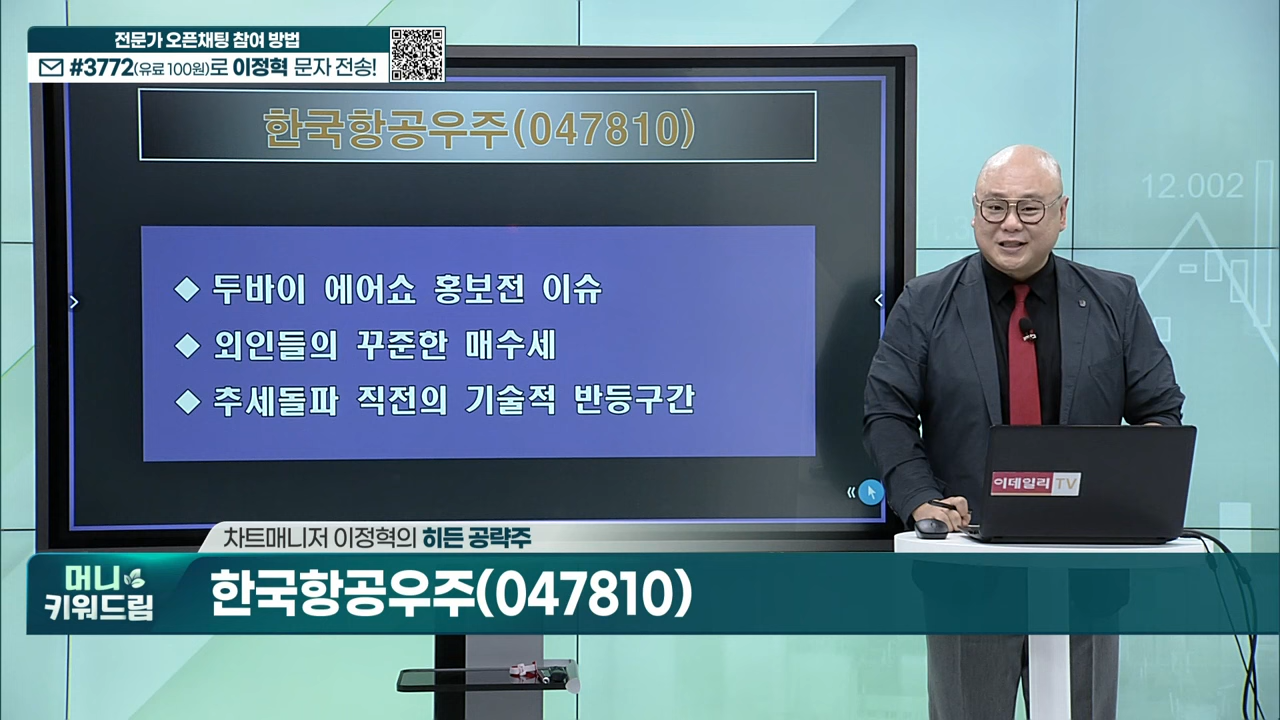 전문가 오픈채팅 참여 방법
#3772(유료 100원)로 이정혁 문자 전송!
한국항공우주(047810)
12.002
◆ 두바이 에어쇼 홍보전 이슈
◆ 외인들의 꾸준한 매수세
◆ 추세돌파 직전의 기술적 반등구간
이데일리 TV
차트매니저 이정혁의 히든 공략주
머니
키워드림
한국항공우주(047810)